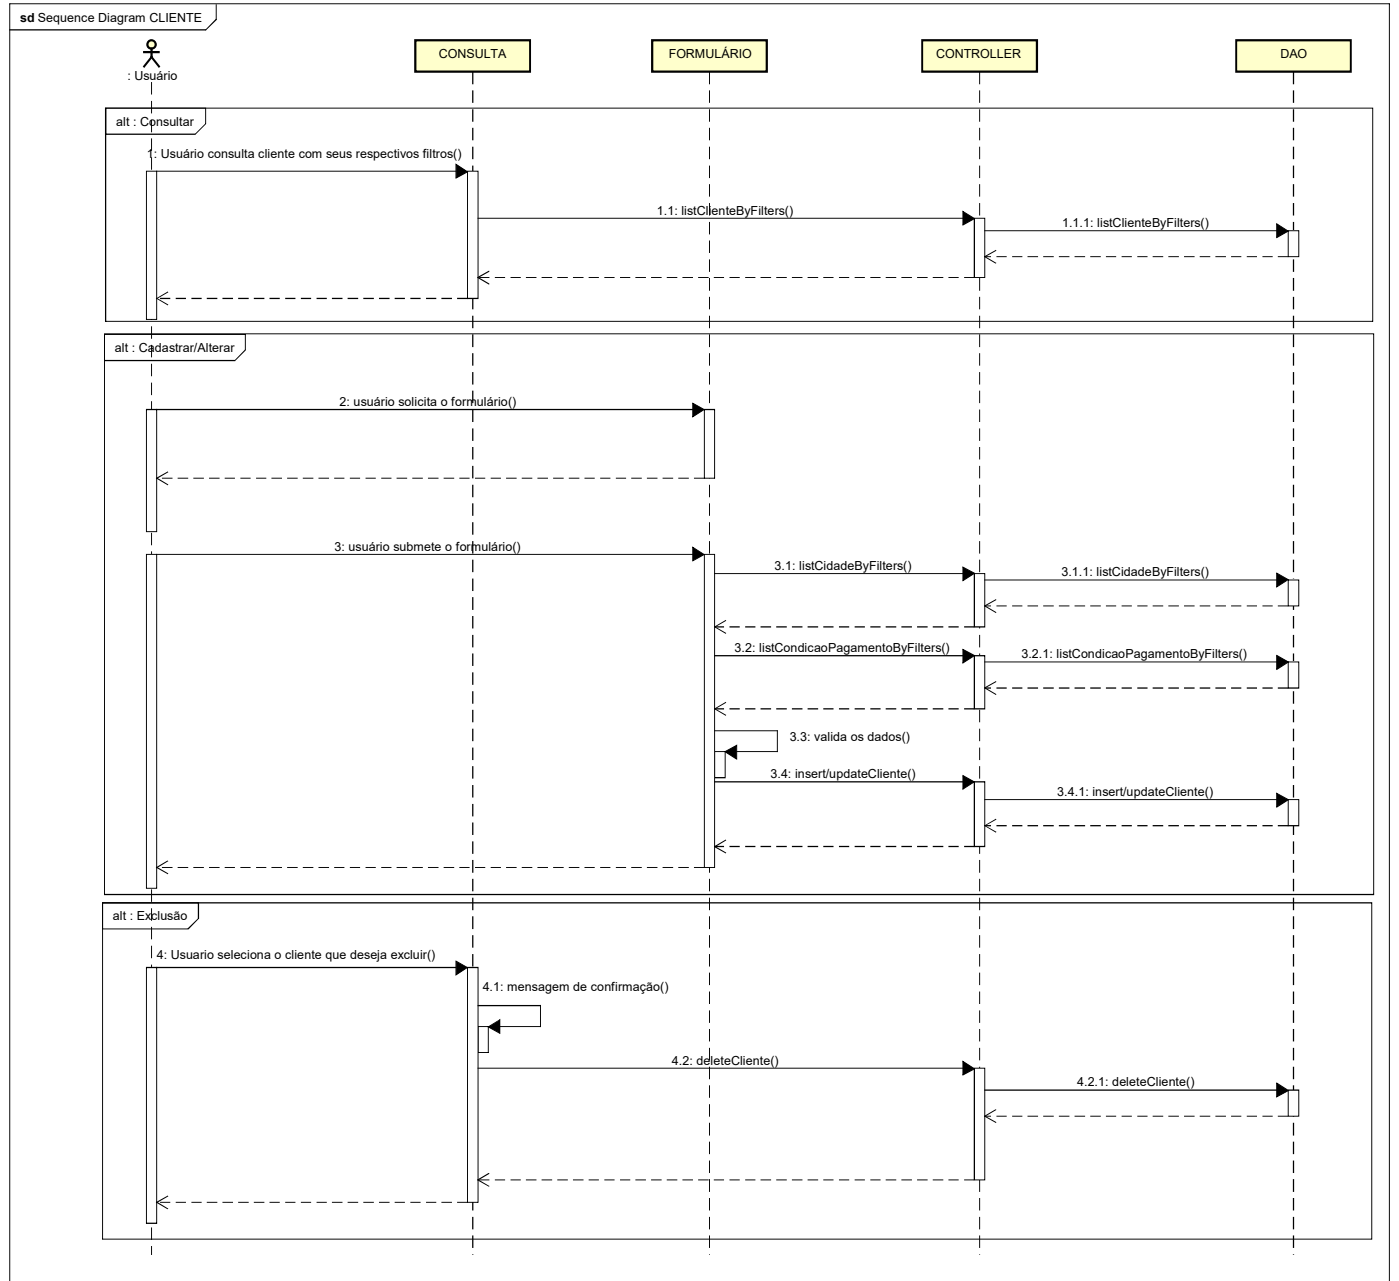 sd Sequence Diagram CLIENTE
: Usuário
CONSULTA
FORMULÁRIO
CONTROLLER
DAO
alt : Consultar
1: Usuário consulta cliente com seus respectivos filtros()
1.1: listClienteByFilters()
1.1.1: listClienteByFilters()
alt : Cadastrar/Alterar
2: usuário solicita o formulário()
3: usuário submete o formulário()
3.1: listCidadeByFilters()
3.1.1: listCidadeByFilters()
3.2: listCondicaoPagamentoByFilters()
3.2.1: listCondicaoPagamentoByFilters()
3.3: valida os dados()
3.4: insert/updateCliente()
3.4.1: insert/updateCliente()
alt : Exclusão
4: Usuario seleciona o cliente que deseja excluir()
4.1: mensagem de confirmação()
4.2: deleteCliente()
4.2.1: deleteCliente()